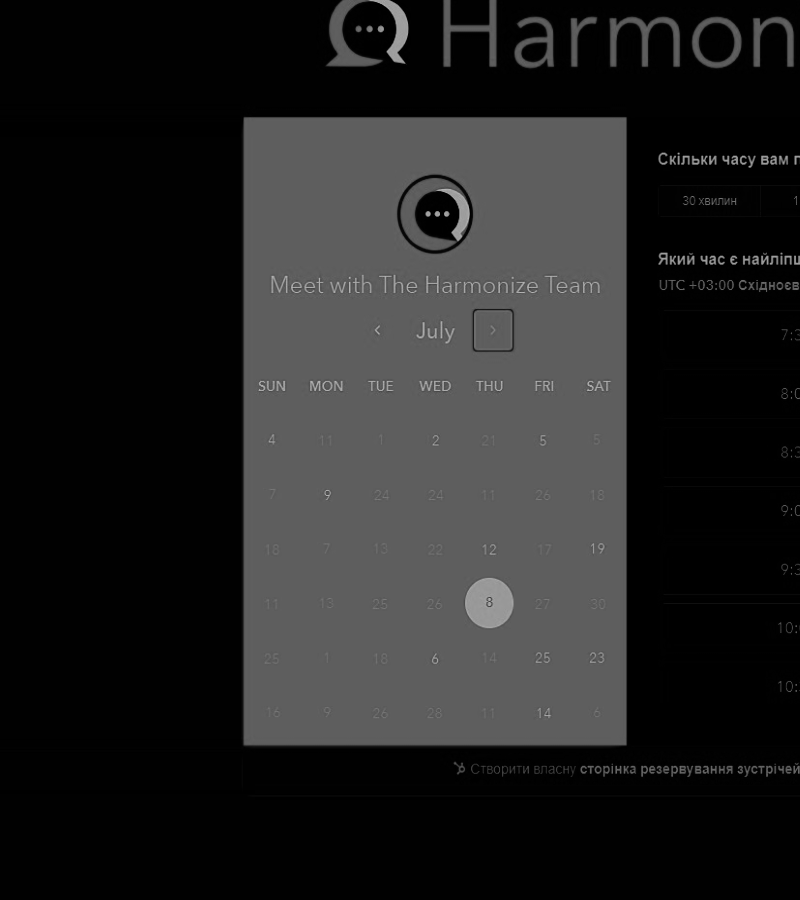 Harmon
Meet with The Harmonize Team
July
SUN MON TUE WED THU FRI SAT
4 11 1 2 21 5 5
7 9 24 24 11 26 18
18 7 13 22 12 17 19
11 13 25 26 8 27 30
25 1 18 6 14 25 23
16 9 26 28 11 14 6
Скільки часу вам п
30 хвилин 1
Який час є найліпш
UTC +03:00 Східноєв
7:3
8:0
8:3
9:0
9:3
10:
10:
Створити власну сторінка резервування зустрічей